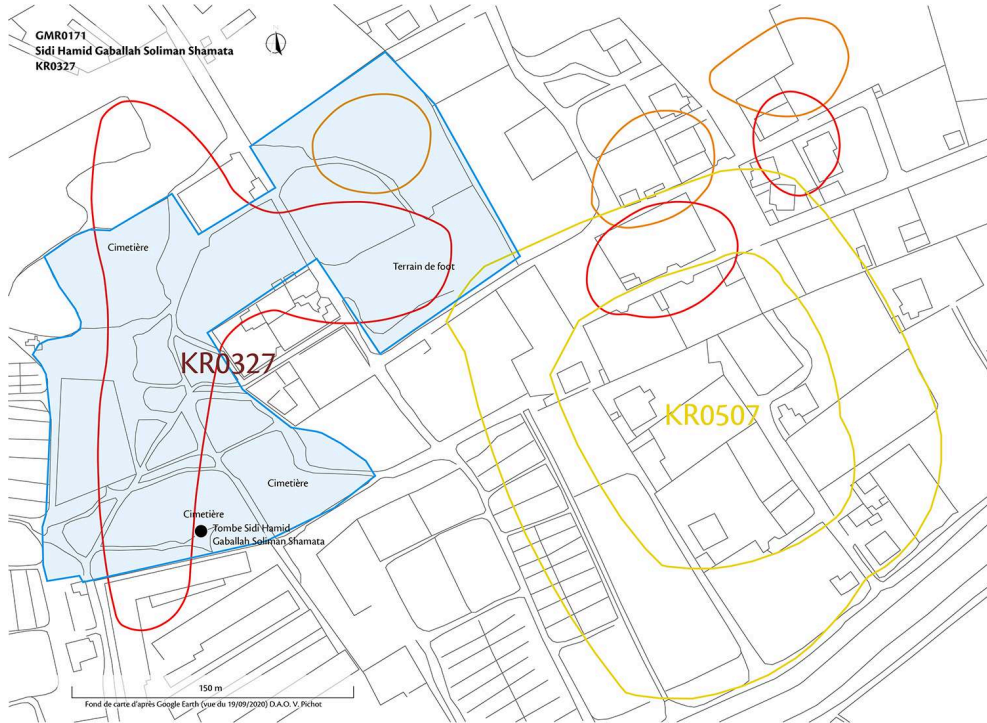 GMR0171
Sidi Hamid Gaballah Soliman Shamata
KR0327
Cimetière
Terrain de foot
KR0327
KR0507
Cimetière
Cimetière
Tombe Sidi Hamid
Gaballah Soliman Shamata
150 m
Fond de carte d'après Google Earth (vue du 19/09/2020) D.A.O. V. Pichot